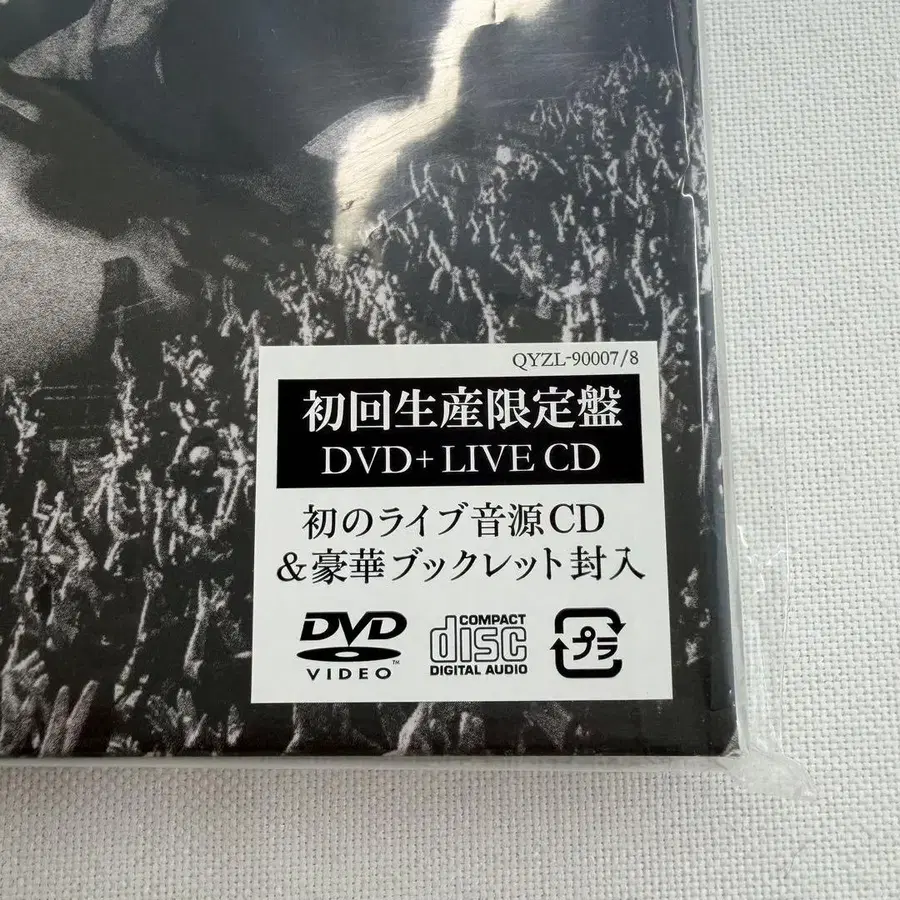 QYZL-90007/8
初回生産限定盤
DVD+ LIVE CD
初のライブ音源CD
&豪華ブックレット封入
DVD
VIDEO™
COMPACT
disc
DIGITAL AUDIO
プラ